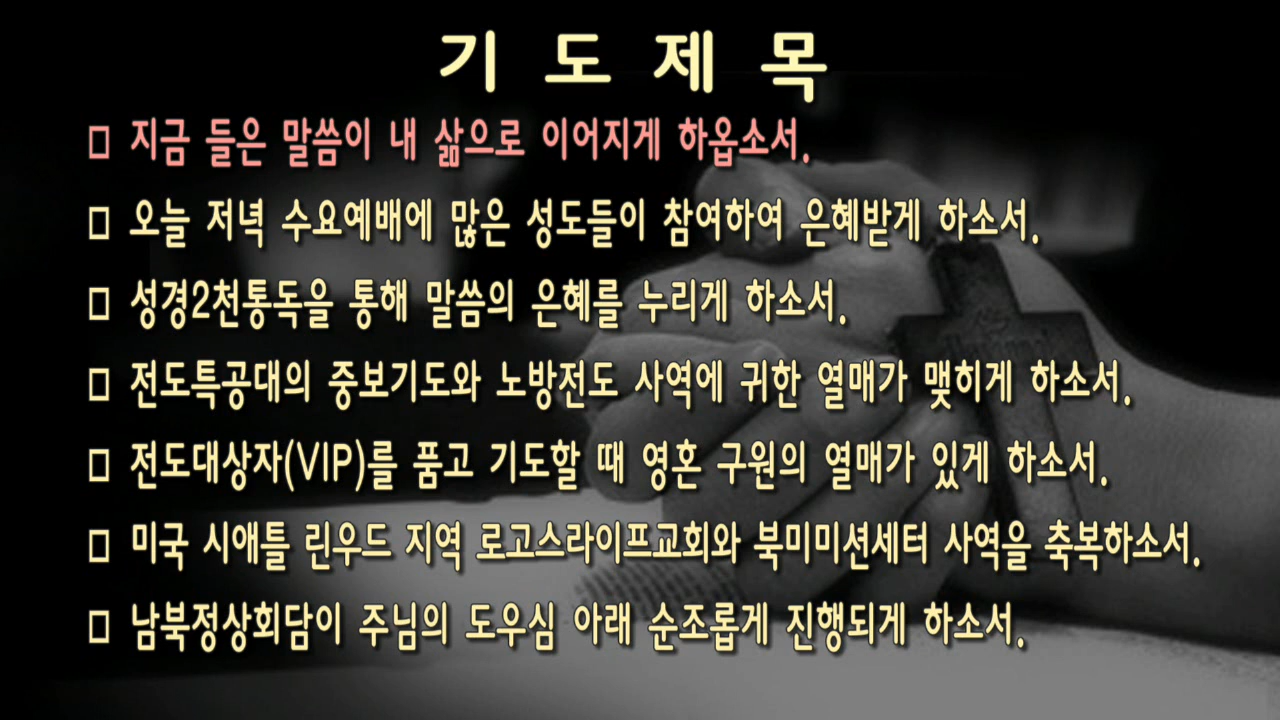 기 도 제 목
□ 지금 들은 말씀이 내 삶으로 이어지게 하옵소서.
□ 오늘 저녁 수요예배에 많은 성도들이 참여하여 은혜받게 하소서.
□ 성경2천통독을 통해 말씀의 은혜를 누리게 하소서.
□ 전도특공대의 중보기도와 노방전도 사역에 귀한 열매가 맺히게 하소서.
□ 전도대상자(VIP)를 품고 기도할 때 영혼 구원의 열매가 있게 하소서.
□ 미국 시애틀 린우드 지역 로고스라이프교회와 북미미션세터 사역을 축복하소서.
□ 남북정상회담이 주님의 도우심 아래 순조롭게 진행되게 하소서.